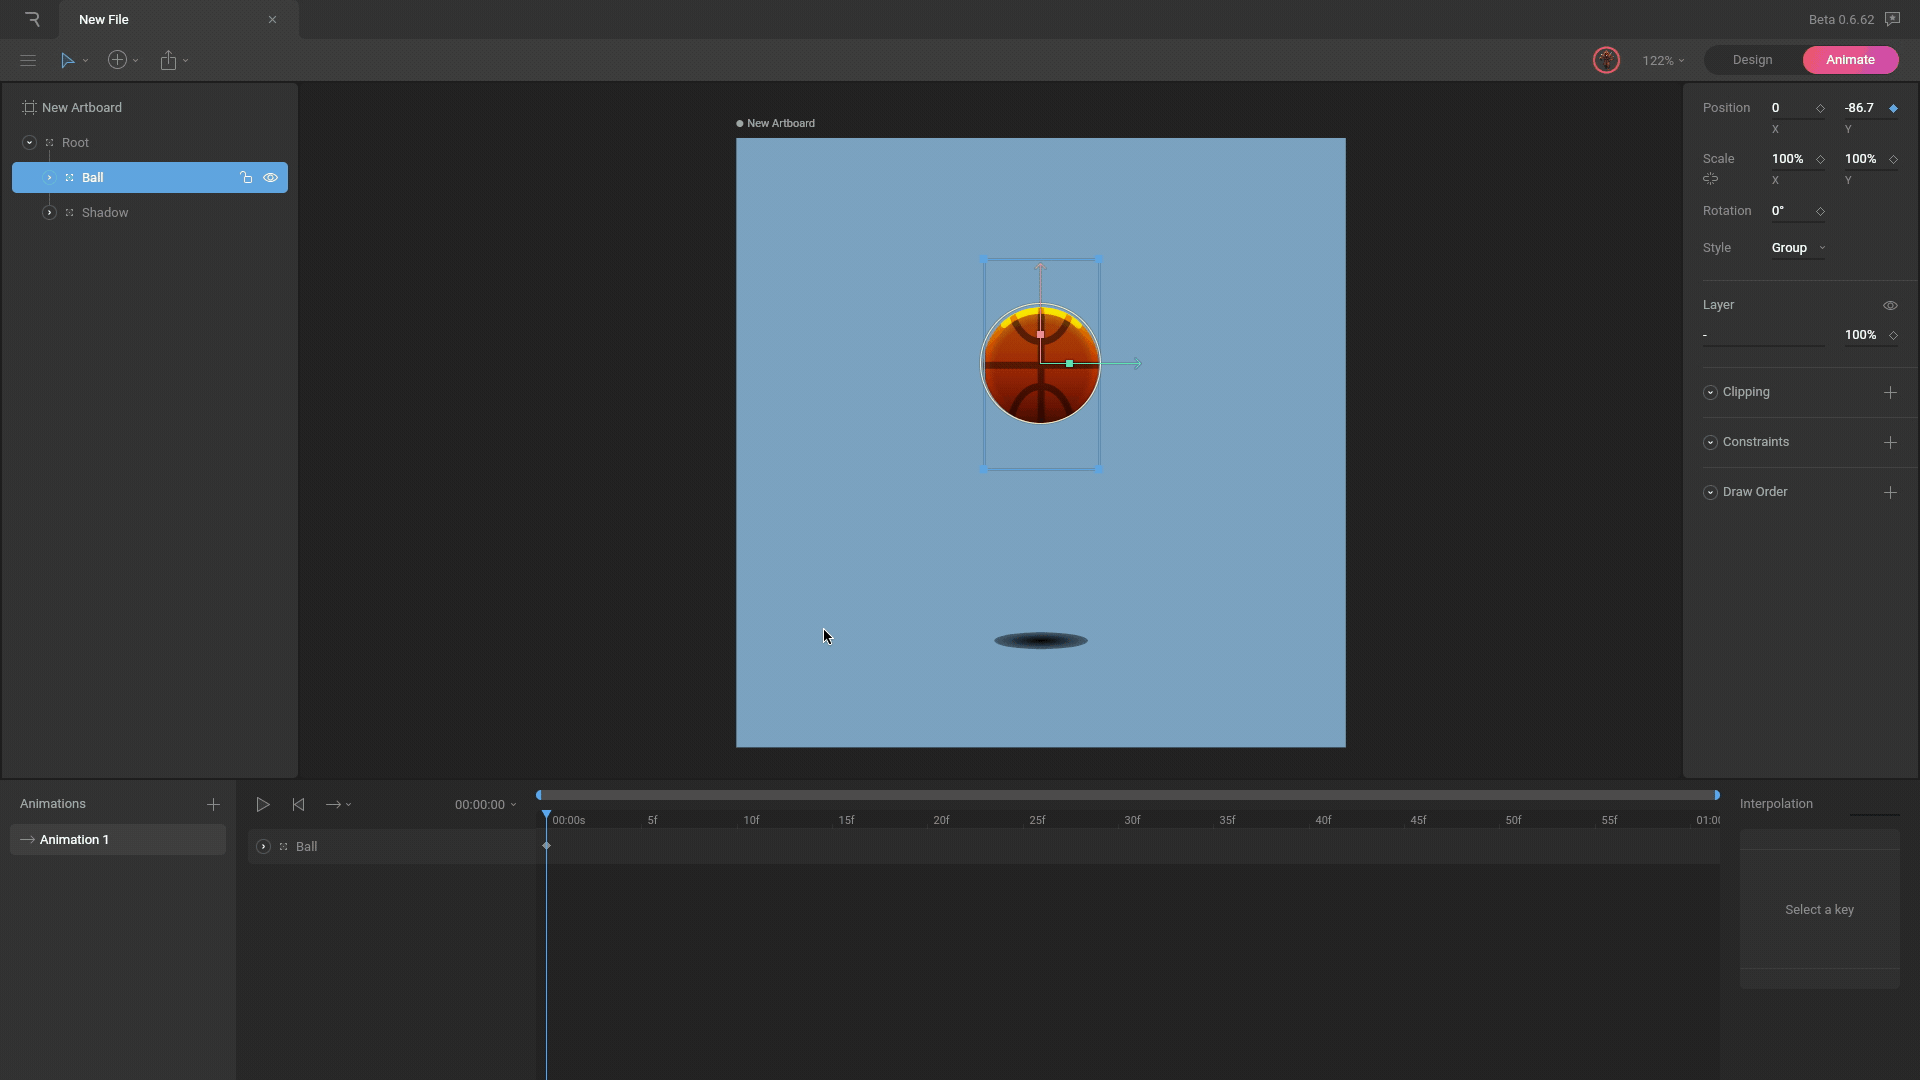 New File
Beta 0.6.62
122%
Design
Animate
New Artboard
Root
Ball
Shadow
New Artboard
Position 0 -86.7
X Y
Scale 100% 100%
X Y
Rotation 0°
Style Group
Layer
- 100%
Clipping
Constraints
Draw Order
Animations
Animation 1
00:00:00
00:00s 5f 10f 15f 20f 25f 30f 35f 40f 45f 50f 55f 01:00
Ball
Interpolation
Select a key